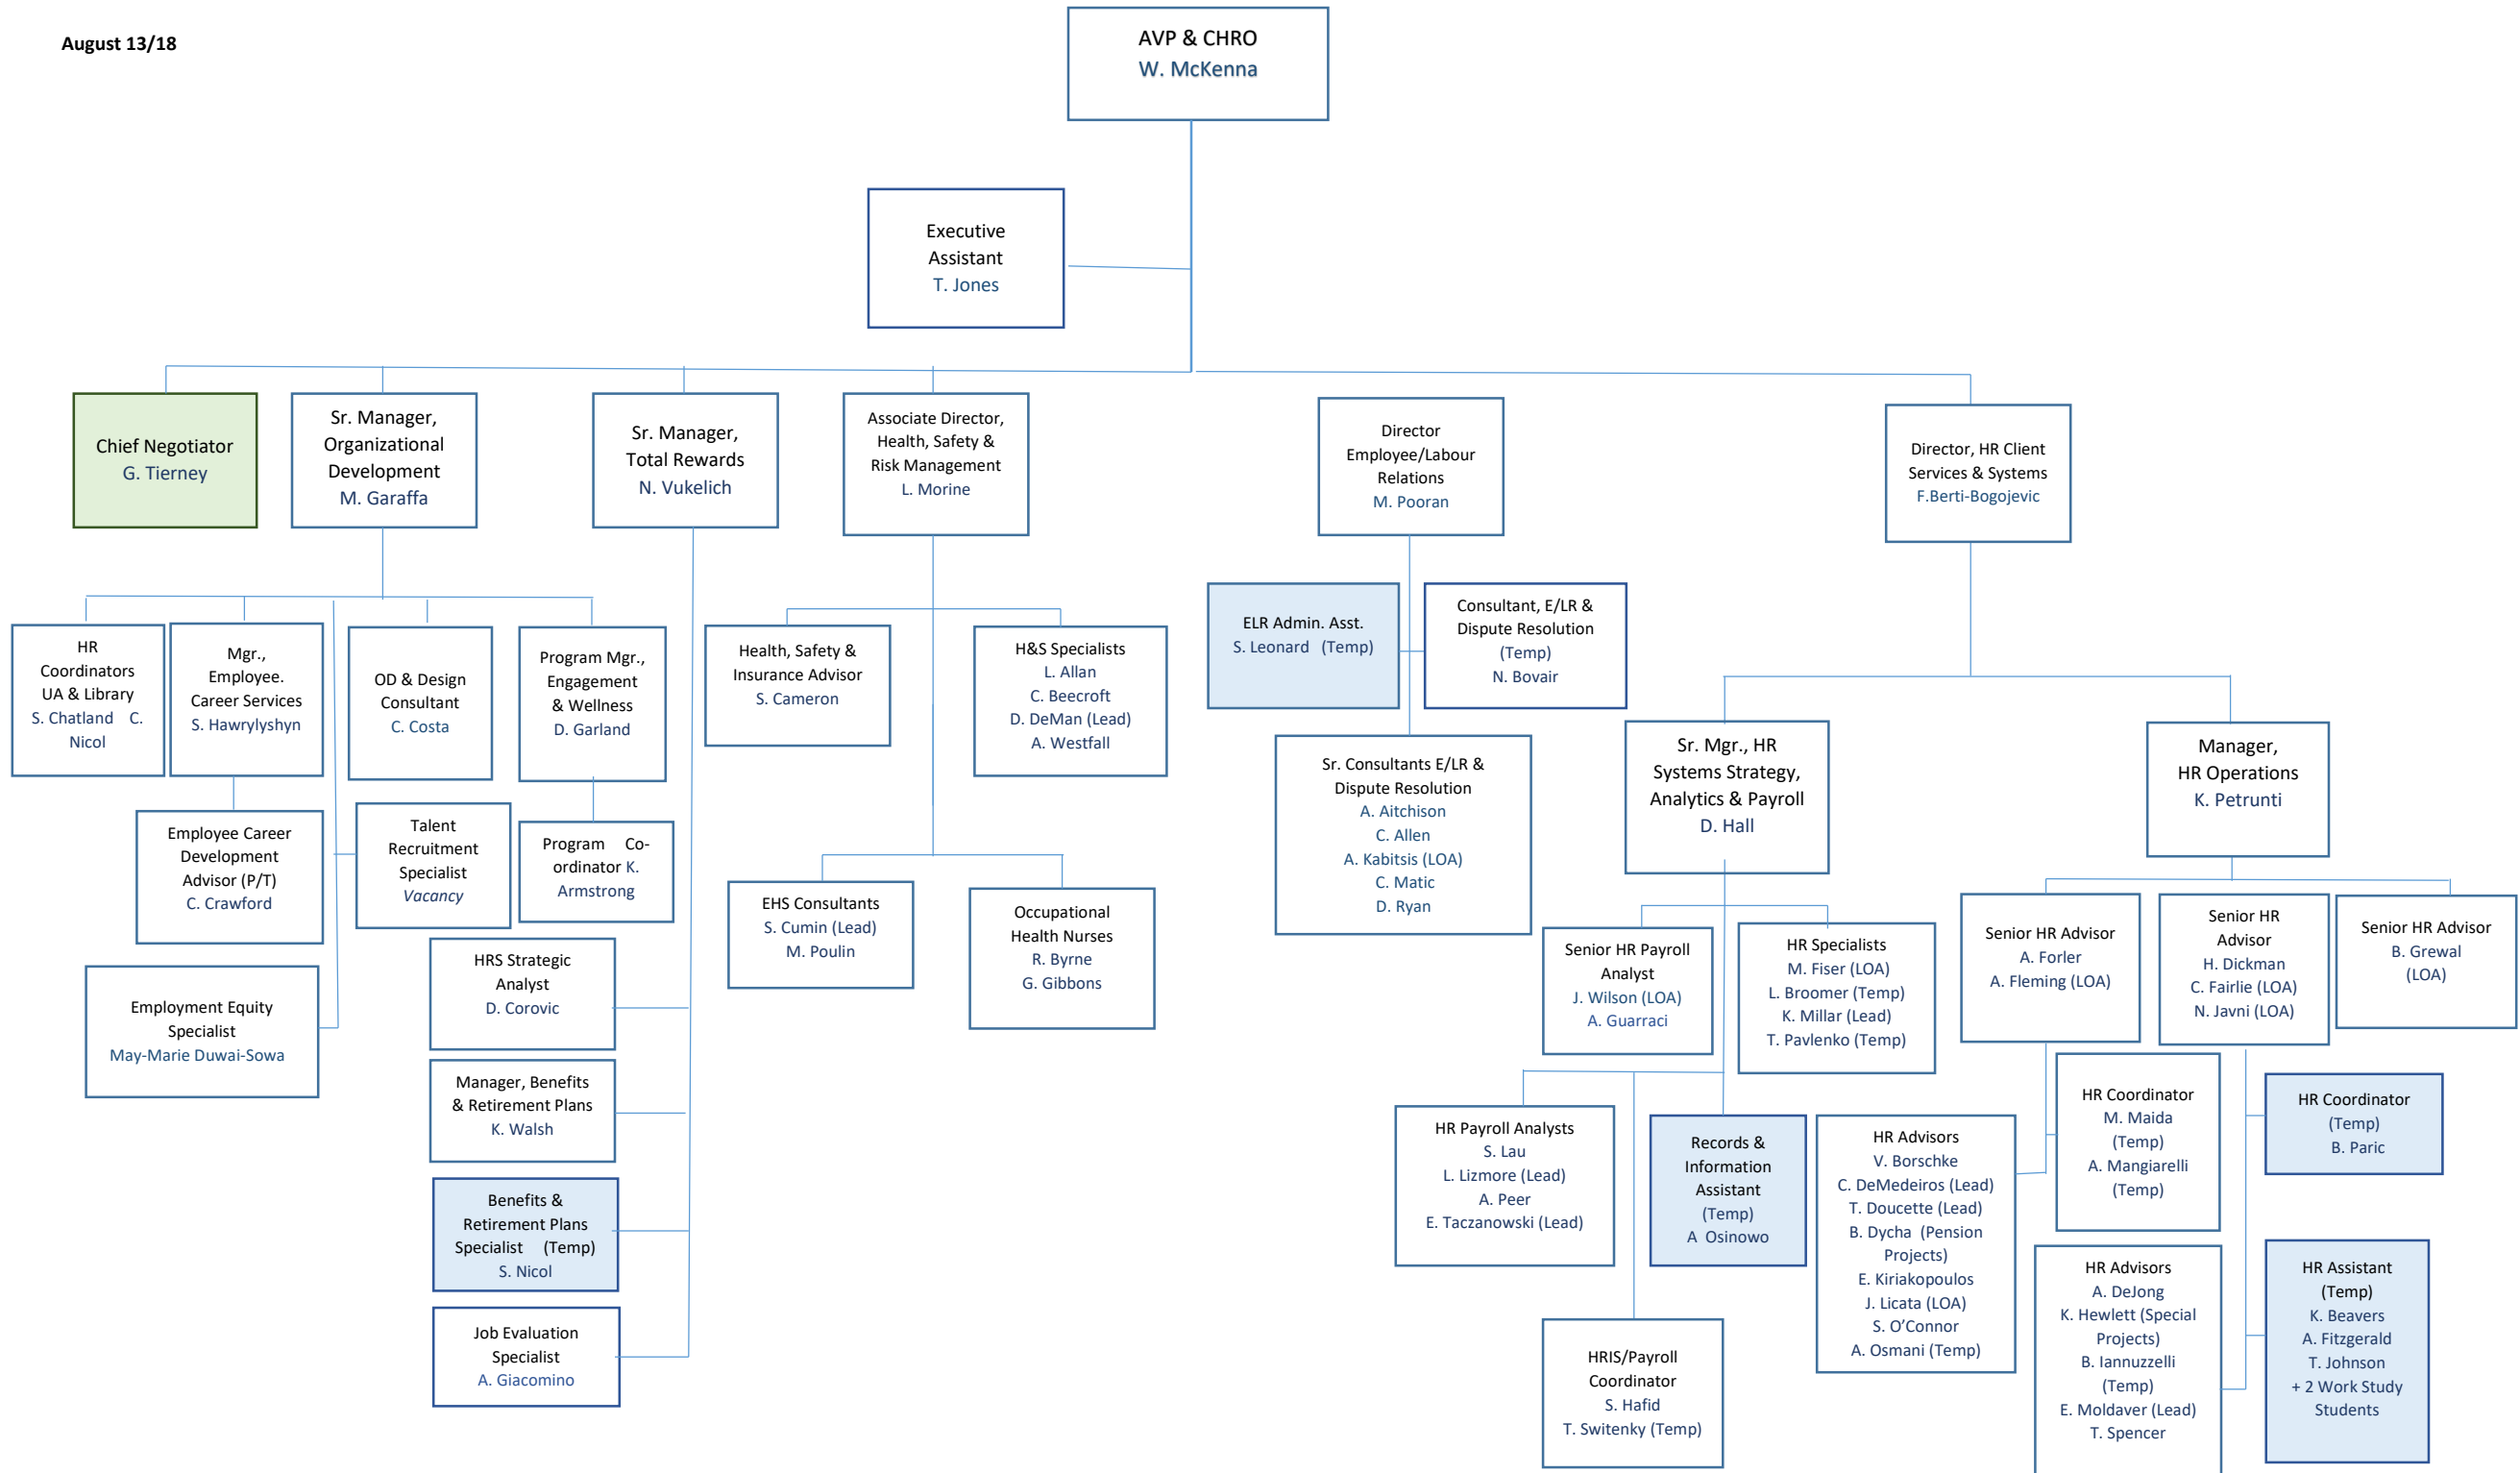 August 13/18
AVP & CHRO
W. McKenna
Executive
Assistant
T. Jones
Chief Negotiator
G. Tierney
Sr. Manager,
Organizational
Development
M. Garaffa
Sr. Manager,
Total Rewards
N. Vukelich
Associate Director,
Health, Safety &
Risk Management
L. Morine
Director
Employee/Labour
Relations
M. Pooran
Director, HR Client
Services & Systems
F.Berti-Bogojevic
HR
Coordinators
UA & Library
S. Chatland C.
Nicol
Mgr.,
Employee.
Career Services
S. Hawrylyshyn
OD & Design
Consultant
C. Costa
Program Mgr.,
Engagement
& Wellness
D. Garland
Health, Safety &
Insurance Advisor
S. Cameron
H&S Specialists
L. Allan
C. Beecroft
D. DeMan (Lead)
A. Westfall
ELR Admin. Asst.
S. Leonard (Temp)
Consultant, E/LR &
Dispute Resolution
(Temp)
N. Bovair
Sr. Consultants E/LR &
Dispute Resolution
A. Aitchison
C. Allen
A. Kabitsis (LOA)
C. Matic
D. Ryan
Sr. Mgr., HR
Systems Strategy,
Analytics & Payroll
D. Hall
Manager,
HR Operations
K. Petrunti
Employee Career
Development
Advisor (P/T)
C. Crawford
Talent
Recruitment
Specialist
Vacancy
Program Co-
ordinator K.
Armstrong
Employment Equity
Specialist
May-Marie Duwai-Sowa
HRS Strategic
Analyst
D. Corovic
Manager, Benefits
& Retirement Plans
K. Walsh
Benefits &
Retirement Plans
Specialist (Temp)
S. Nicol
Job Evaluation
Specialist
A. Giacomino
EHS Consultants
S. Cumin (Lead)
M. Poulin
Occupational
Health Nurses
R. Byrne
G. Gibbons
Senior HR Payroll
Analyst
J. Wilson (LOA)
A. Guarraci
HR Specialists
M. Fiser (LOA)
L. Broomer (Temp)
K. Millar (Lead)
T. Pavlenko (Temp)
Senior HR Advisor
A. Forler
A. Fleming (LOA)
Senior HR
Advisor
H. Dickman
C. Fairlie (LOA)
N. Javni (LOA)
Senior HR Advisor
B. Grewal
(LOA)
HR Payroll Analysts
S. Lau
L. Lizmore (Lead)
A. Peer
E. Taczanowski (Lead)
Records &
Information
Assistant
(Temp)
A Osinowo
HR Advisors
V. Borschke
C. DeMedeiros (Lead)
T. Doucette (Lead)
B. Dycha (Pension
Projects)
E. Kiriakopoulos
J. Licata (LOA)
S. O’Connor
A. Osmani (Temp)
HR Coordinator
M. Maida
(Temp)
A. Mangiarelli
(Temp)
HR Coordinator
(Temp)
B. Paric
HRIS/Payroll
Coordinator
S. Hafid
T. Switenky (Temp)
HR Advisors
A. DeJong
K. Hewlett (Special
Projects)
B. Iannuzzelli
(Temp)
E. Moldaver (Lead)
T. Spencer
HR Assistant
(Temp)
K. Beavers
A. Fitzgerald
T. Johnson
+ 2 Work Study
Students